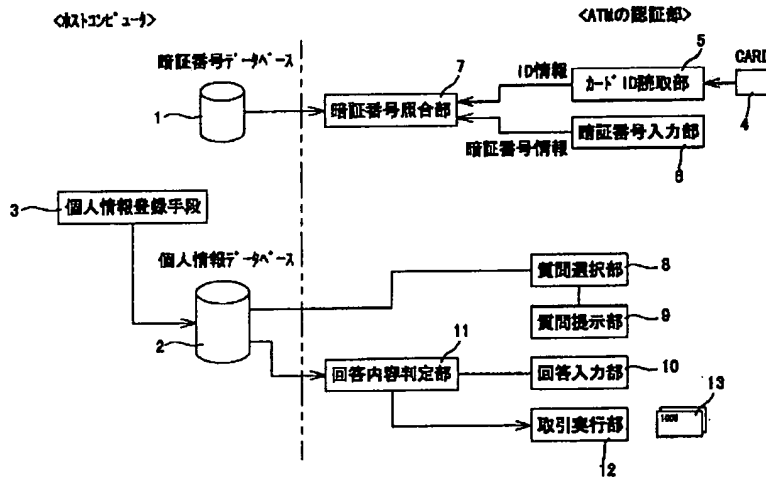 <ホストコンピュータ>
<ATMの認証部>
暗証番号データベース
1
7
暗証番号照合部
ID情報
5
カードID読取部
CARD
4
暗証番号情報
暗証番号入力部
6
3
個人情報登録手段
個人情報データベース
2
質問選択部
8
質問提示部
9
11
回答内容判定部
回答入力部
10
取引実行部
12
13